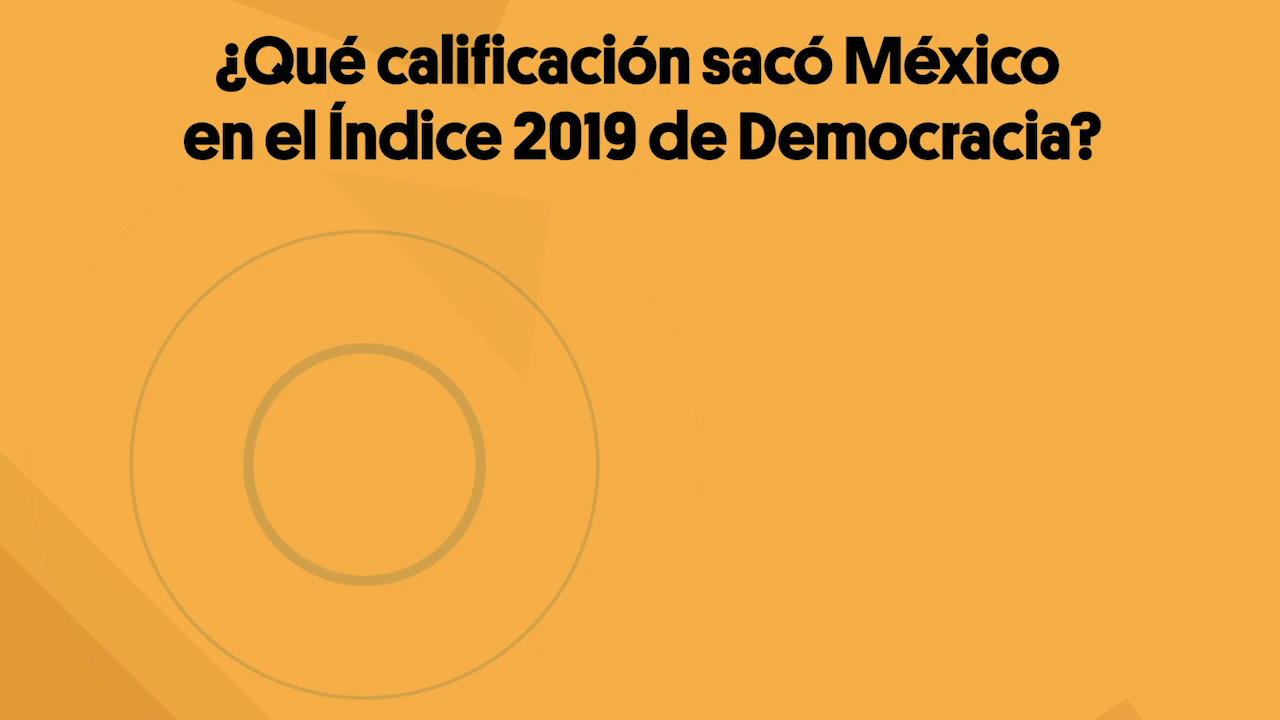 ¿Qué calificación sacó México
en el Índice 2019 de Democracia?